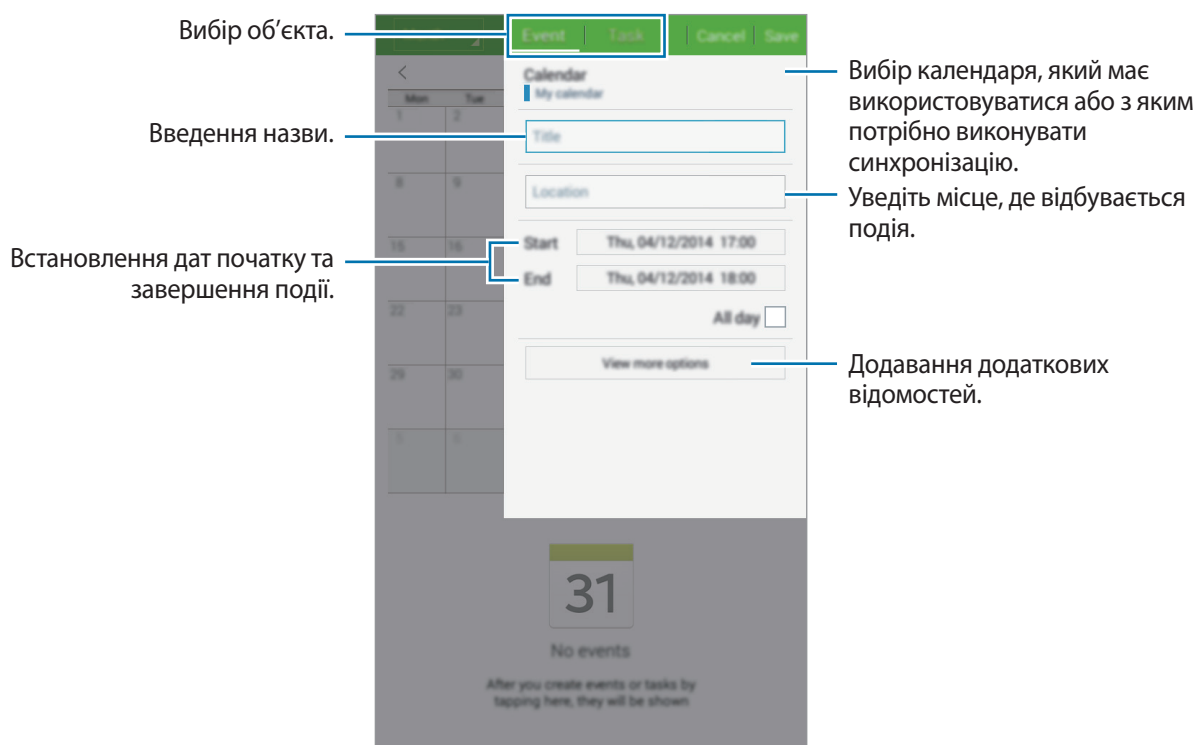 Вибір об’єкта.
Введення назви.
Встановлення дат початку та
завершення події.
Event
Task
Cancel
Save
Calendar
My calendar
Title
Location
Start
Thu, 04/12/2014 17:00
End
Thu, 04/12/2014 18:00
All day
View more options
Mon
Tue
1
2
8
9
15
16
22
23
29
30
31
No events
After you create events or tasks by
tapping here, they will be shown
Вибір календаря, який має
використовуватися або з яким
потрібно виконувати
синхронізацію.
Уведіть місце, де відбувається
подія.
Додавання додаткових
відомостей.